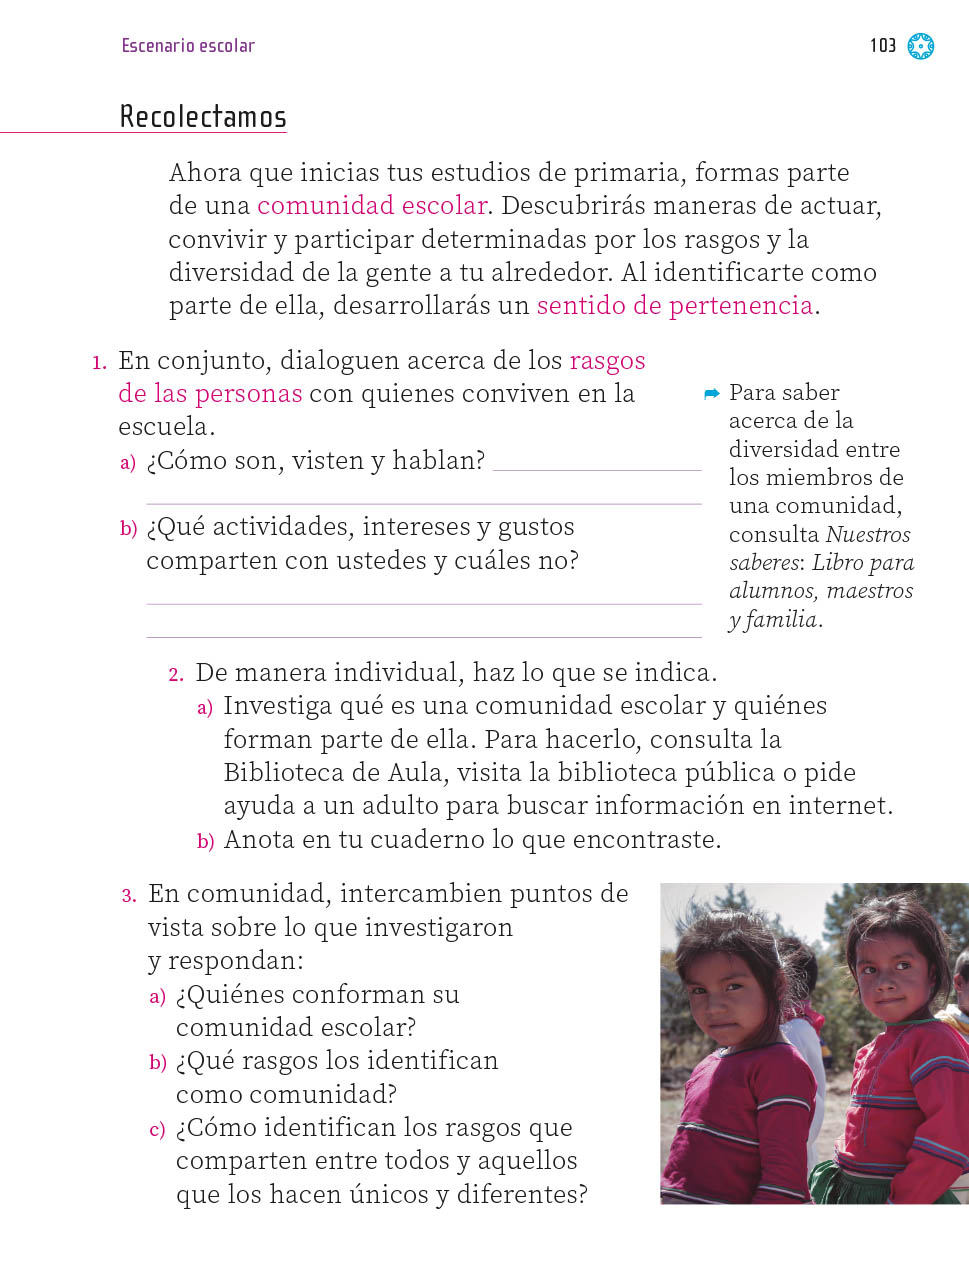 Escenario escolar
103
Recolectamos
Ahora que inicias tus estudios de primaria, formas parte
de una comunidad escolar. Descubrirás maneras de actuar,
convivir y participar determinadas por los rasgos y la
diversidad de la gente a tu alrededor. Al identificarte como
parte de ella, desarrollarás un sentido de pertenencia.
1. En conjunto, dialoguen acerca de los rasgos
de las personas con quienes conviven en la
escuela.
a) ¿Cómo son, visten y hablan?
b) ¿Qué actividades, intereses y gustos
comparten con ustedes y cuáles no?
Para saber
acerca de la
diversidad entre
los miembros de
una comunidad,
consulta Nuestros
saberes: Libro para
alumnos, maestros
y familia.
2. De manera individual, haz lo que se indica.
a) Investiga qué es una comunidad escolar y quiénes
forman parte de ella. Para hacerlo, consulta la
Biblioteca de Aula, visita la biblioteca pública o pide
ayuda a un adulto para buscar información en internet.
b) Anota en tu cuaderno lo que encontraste.
3. En comunidad, intercambien puntos de
vista sobre lo que investigaron
y respondan:
a) ¿Quiénes conforman su
comunidad escolar?
b) ¿Qué rasgos los identifican
como comunidad?
c) ¿Cómo identifican los rasgos que
comparten entre todos y aquellos
que los hacen únicos y diferentes?